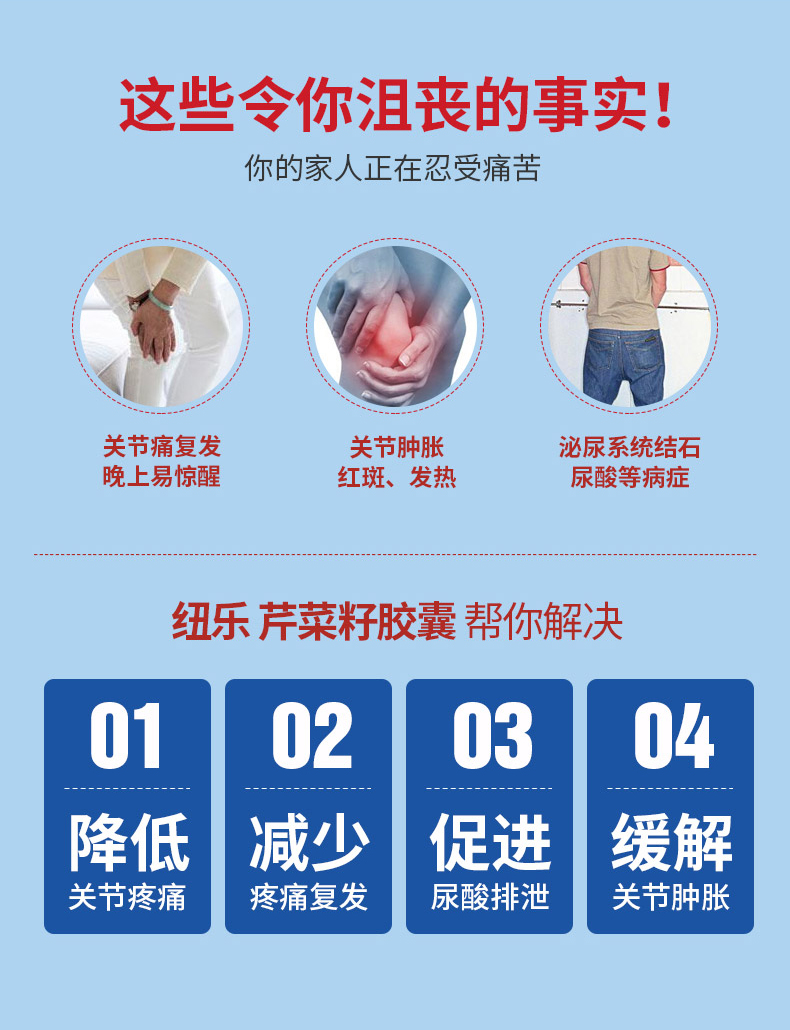 这些令你沮丧的事实！
你的家人正在忍受痛苦
关节痛复发
晚上易惊醒
关节肿胀
红斑、发热
泌尿系统结石
尿酸等病症
纽乐 芹菜籽胶囊 帮你解决
01
降低
关节疼痛
02
减少
疼痛复发
03
促进
尿酸排泄
04
缓解
关节肿胀